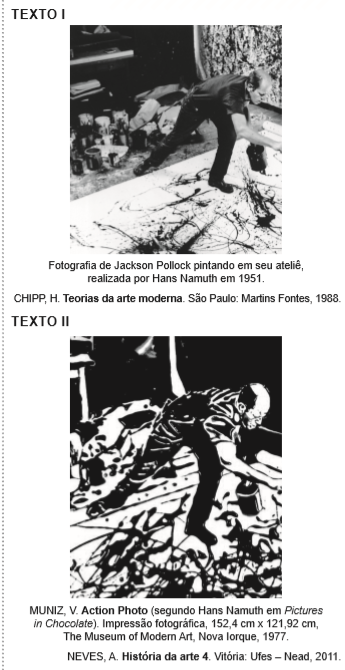 TEXTO I
Fotografia de Jackson Pollock pintando em seu ateliê,
realizada por Hans Namuth em 1951.
CHIPP, H. Teorias da arte moderna. São Paulo: Martins Fontes, 1988.
TEXTO II
MUNIZ, V. Action Photo (segundo Hans Namuth em Pictures
in Chocolate). Impressão fotográfica, 152,4 cm x 121,92 cm,
The Museum of Modern Art, Nova Iorque, 1977.
NEVES, A. História da arte 4. Vitória: Ufes – Nead, 2011.